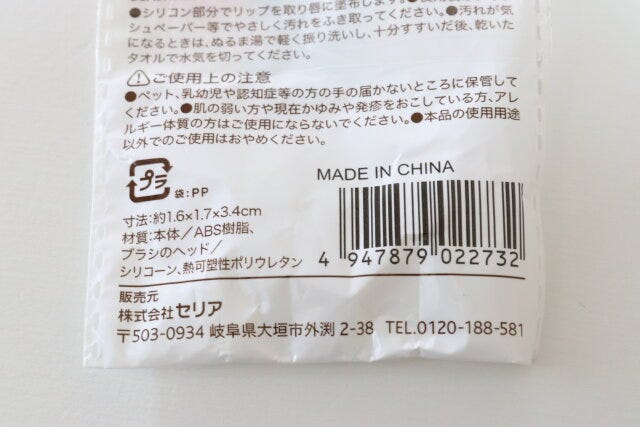 ●シリコン部分でリップを取り唇に塗布します。
シュペーパー等でやさしく汚れをふき取ってください。●汚れが気
になるときは、ぬるま湯で軽く振り洗いし、十分すすいだ後、乾いた
タオルで水気を切ってください。
⚠ご使用上の注意
●ペット、乳幼児や認知症等の方の手の届かないところに保管して
ください。●肌の弱い方や現在かゆみや発疹をおこしている方、アレ
ルギー体質の方はご使用にならないでください。●本品の使用用途
以外でのご使用はおやめください。
プラ
袋:PP
MADE IN CHINA
寸法:約1.6×1.7×3.4cm
材質:本体/ABS樹脂、
ブラシのヘッド/
シリコーン、熱可塑性ポリウレタン
4 947879 022732
販売元
株式会社セリア
〒503-0934 岐阜県大垣市外渕 2-38 TEL.0120-188-581